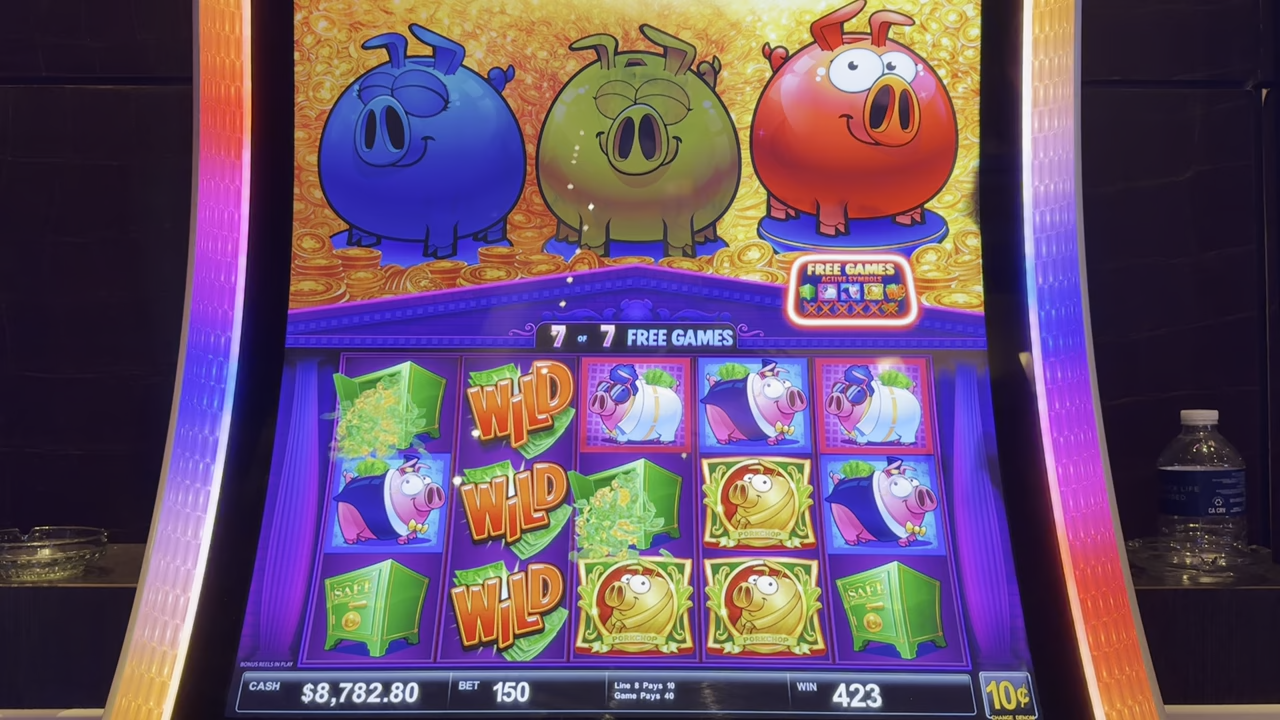 FREE GAMES
ACTIVE SYMBOLS
7 OF 7 FREE GAMES
WILD
WILD
PORKCHOP
SAFE
WILD
PORKCHOP
PORKCHOP
SAFE
BONUS REELS IN PLAY
CASH $8,782.80
BET 150
Line 8 Pays 10
Game Pays 40
WIN 423
10¢
CHANGE DENOM